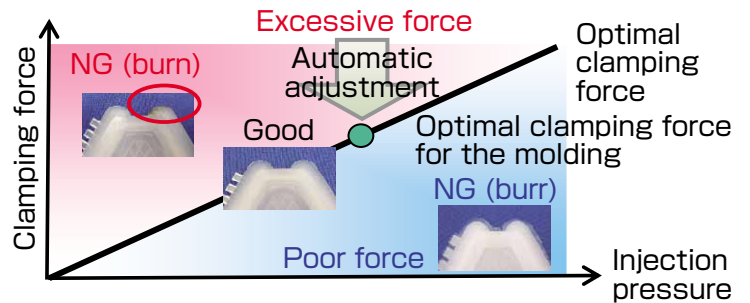 Excessive force
Automatic
adjustment
NG (burn)
Optimal
clamping
force
Clamping force
Good
Optimal clamping force
for the molding
NG (burr)
Poor force
Injection
pressure